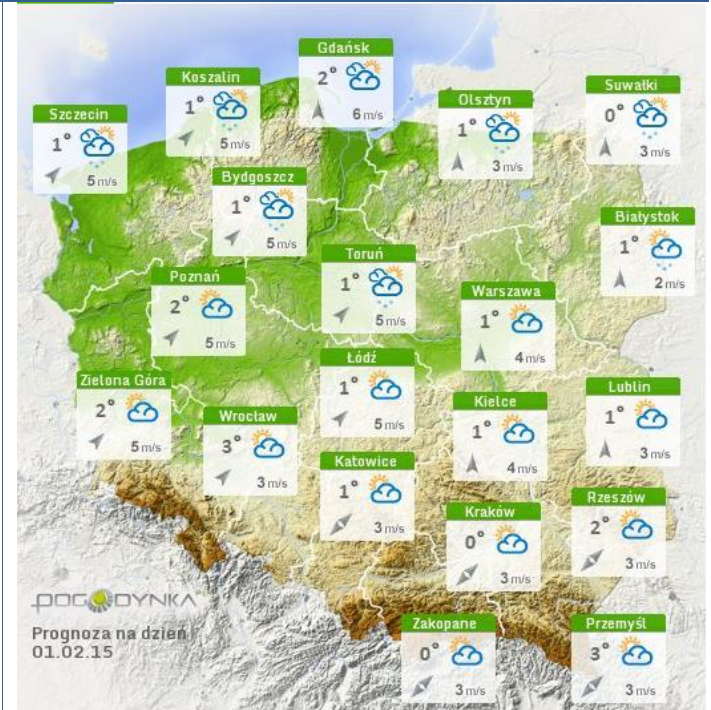 Gdańsk
2°
6 m/s
Koszalin
1°
5 m/s
Suwałki
0°
3 m/s
Olsztyn
1°
3 m/s
Szczecin
1°
5 m/s
Bydgoszcz
1°
5 m/s
Białystok
1°
2 m/s
Toruń
1°
5 m/s
Poznań
2°
5 m/s
Warszawa
1°
4 m/s
Łódź
1°
5 m/s
Zielona Góra
2°
5 m/s
Lublin
1°
3 m/s
Kielce
1°
4 m/s
Wrocław
3°
3 m/s
Katowice
1°
3 m/s
Rzeszów
2°
3 m/s
Kraków
0°
3 m/s
POGODYNKA
Prognoza na dzień
01.02.15
Zakopane
0°
3 m/s
Przemyśl
3°
3 m/s